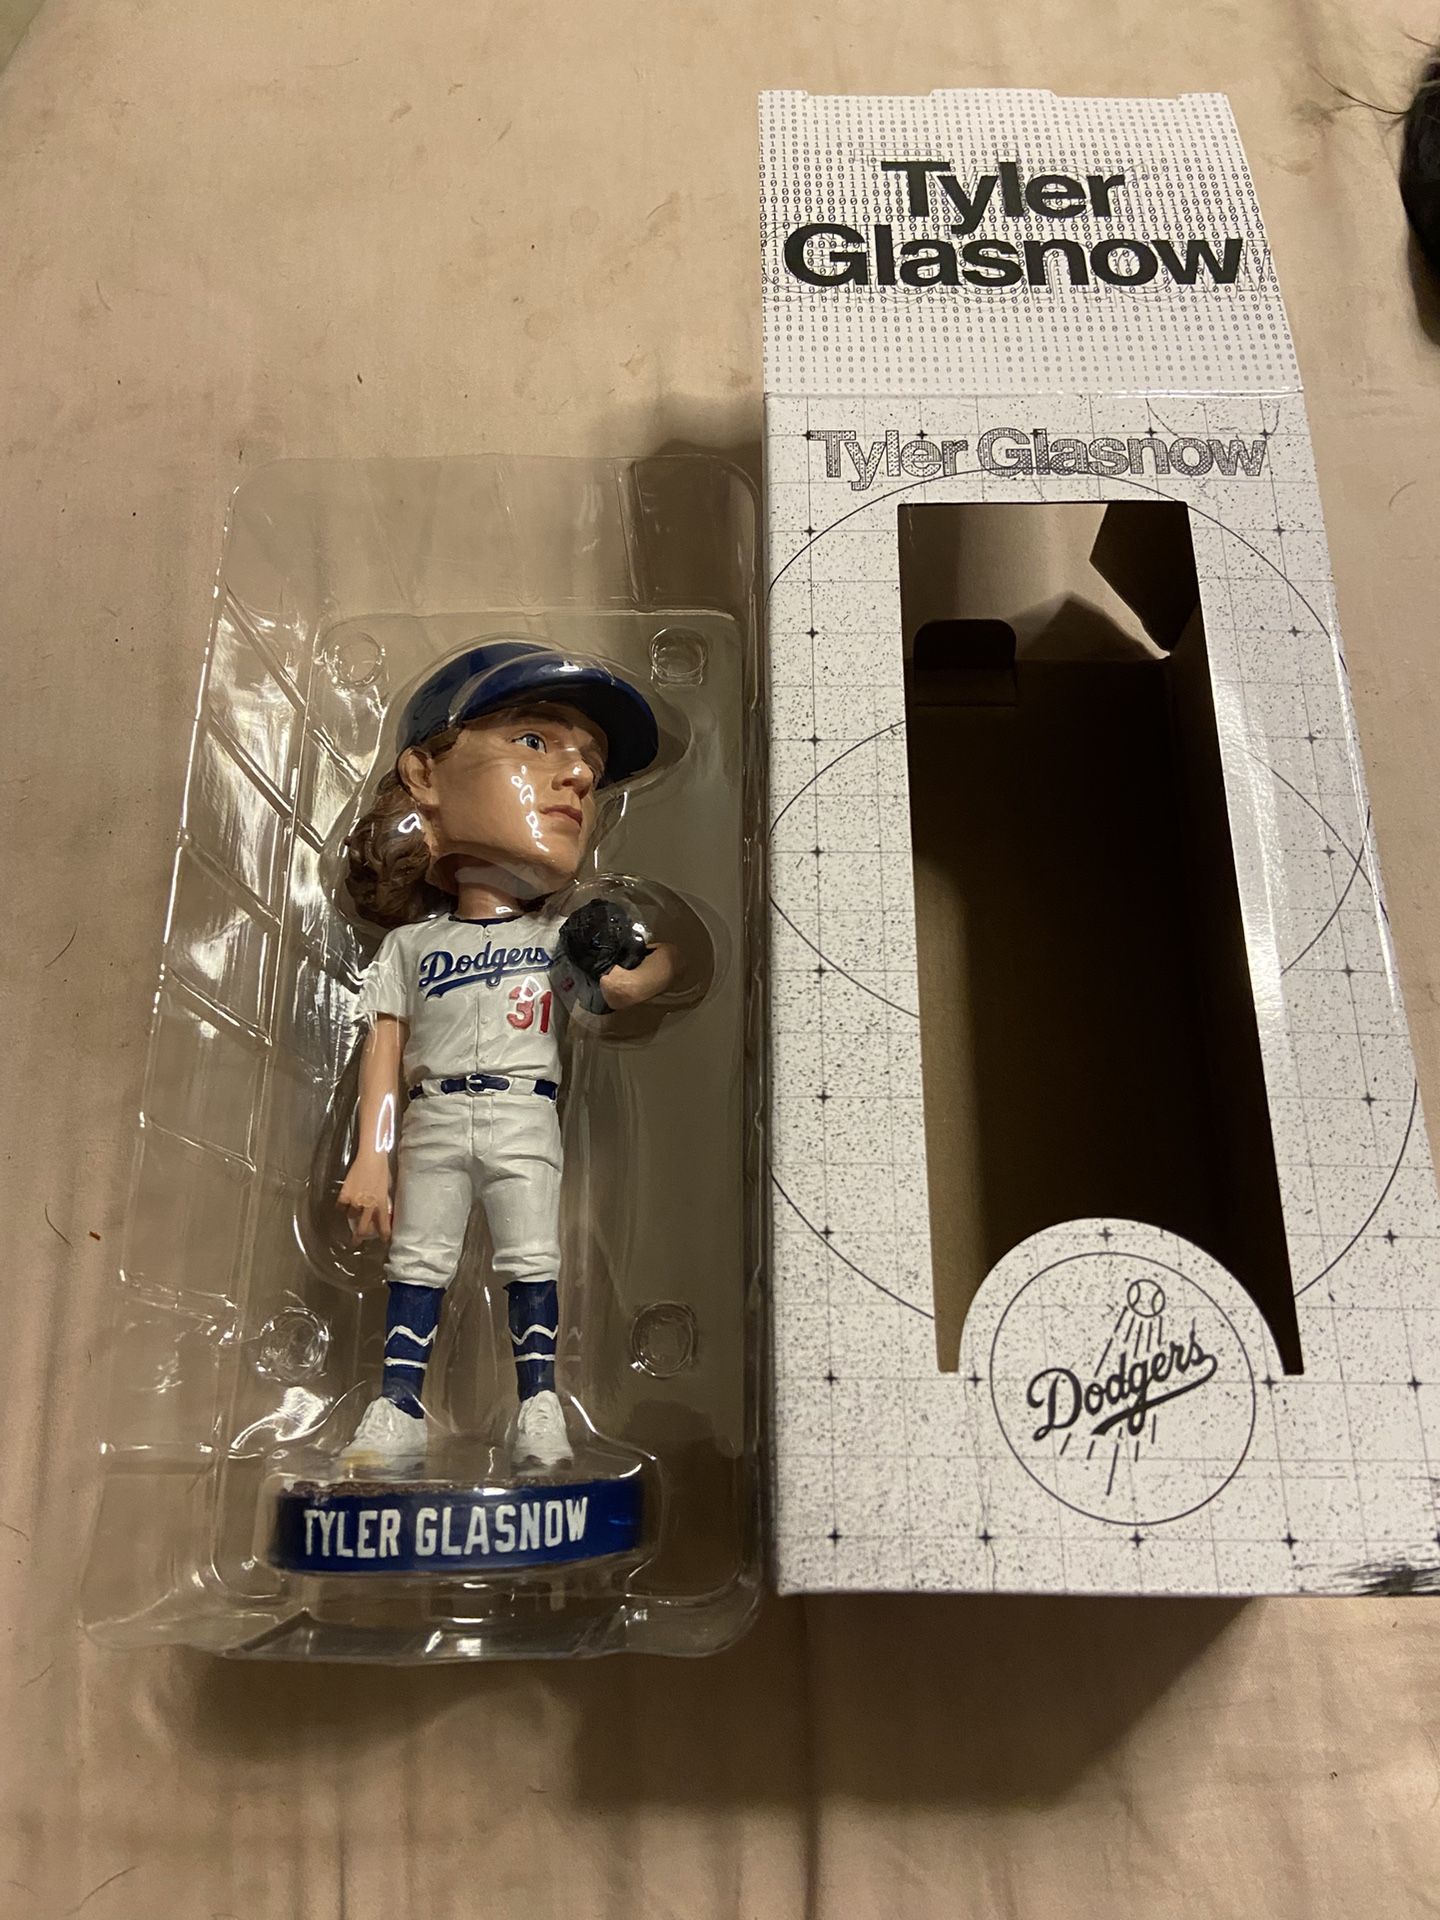 Tyler
Glasnow
Tyler Glasnow
Dodgers
31
TYLER GLASNOW
Dodgers